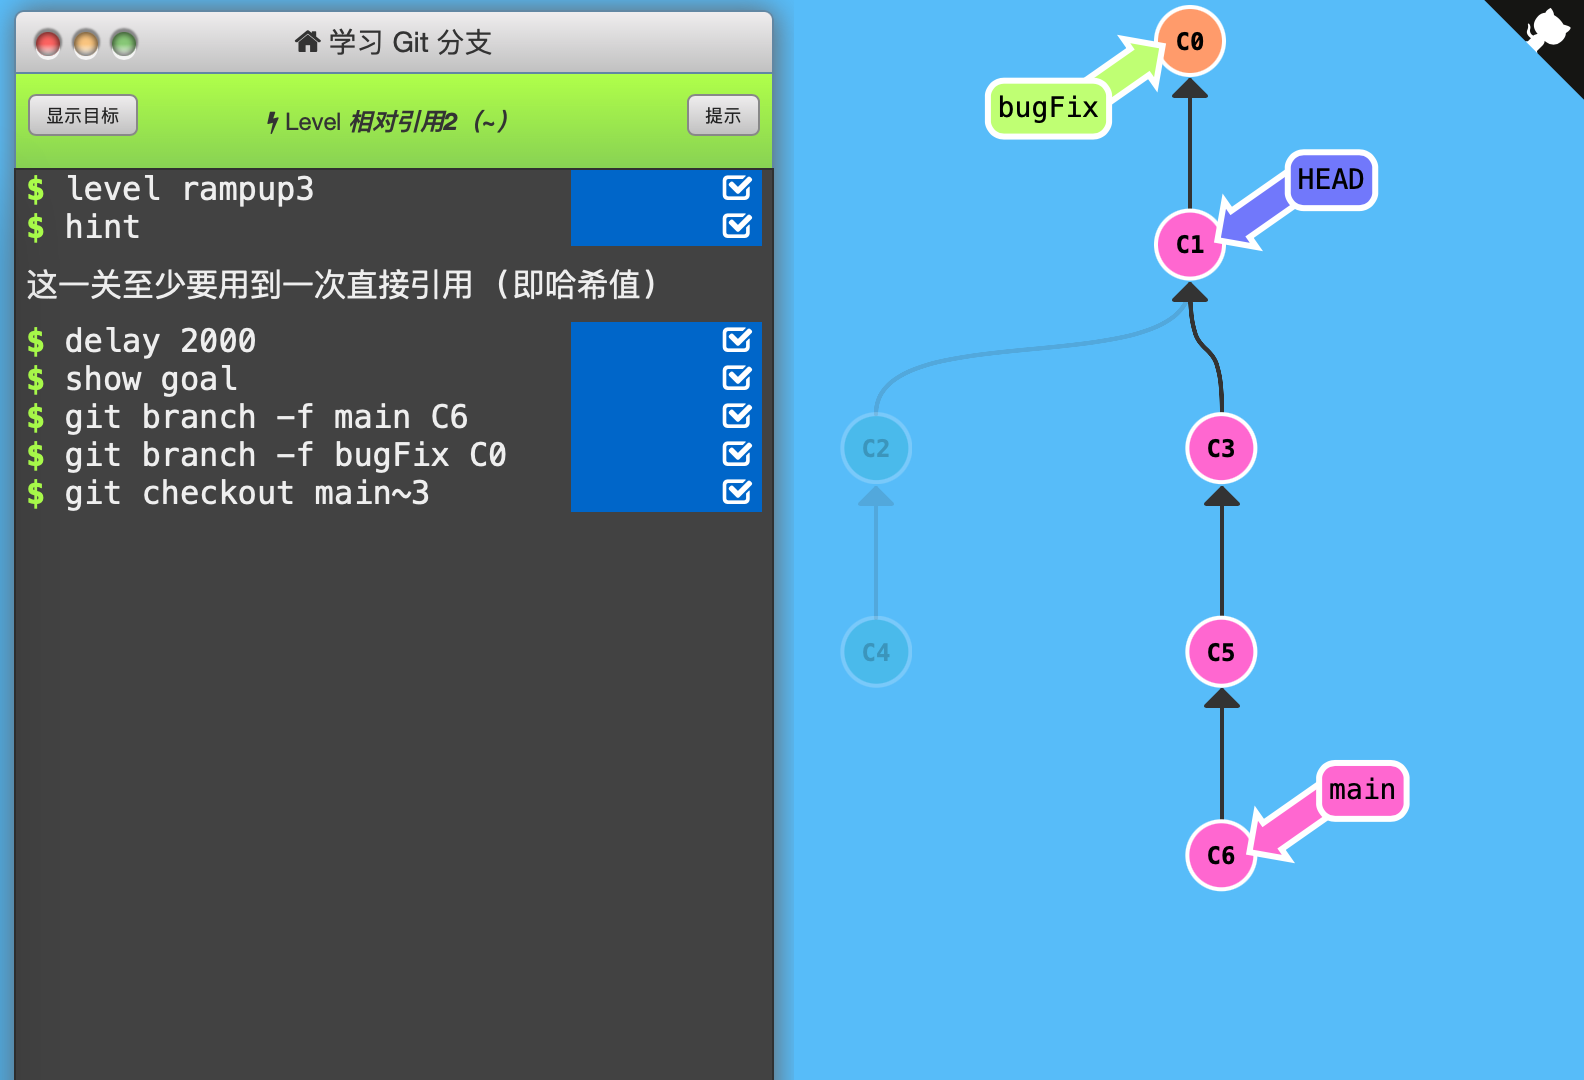 学习 Git 分支
显示目标
Level 相对引用2（~）
提示
$ level rampup3
$ hint
这一关至少要用到一次直接引用 (即哈希值)
$ delay 2000
$ show goal
$ git branch -f main C6
$ git branch -f bugFix C0
$ git checkout main~3
C0
bugFix
HEAD
C1
C2
C3
C4
C5
main
C6